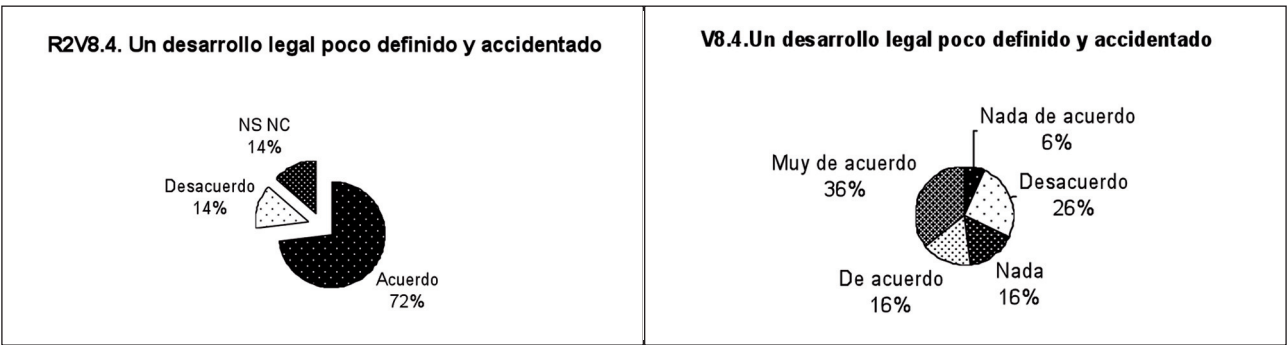 R2V8.4. Un desarrollo legal poco definido y accidentado
NS NC
14%
Desacuerdo
14%
Acuerdo
72%
V8.4.Un desarrollo legal poco definido y accidentado
Nada de acuerdo
6%
Muy de acuerdo
36%
Desacuerdo
26%
De acuerdo
16%
Nada
16%